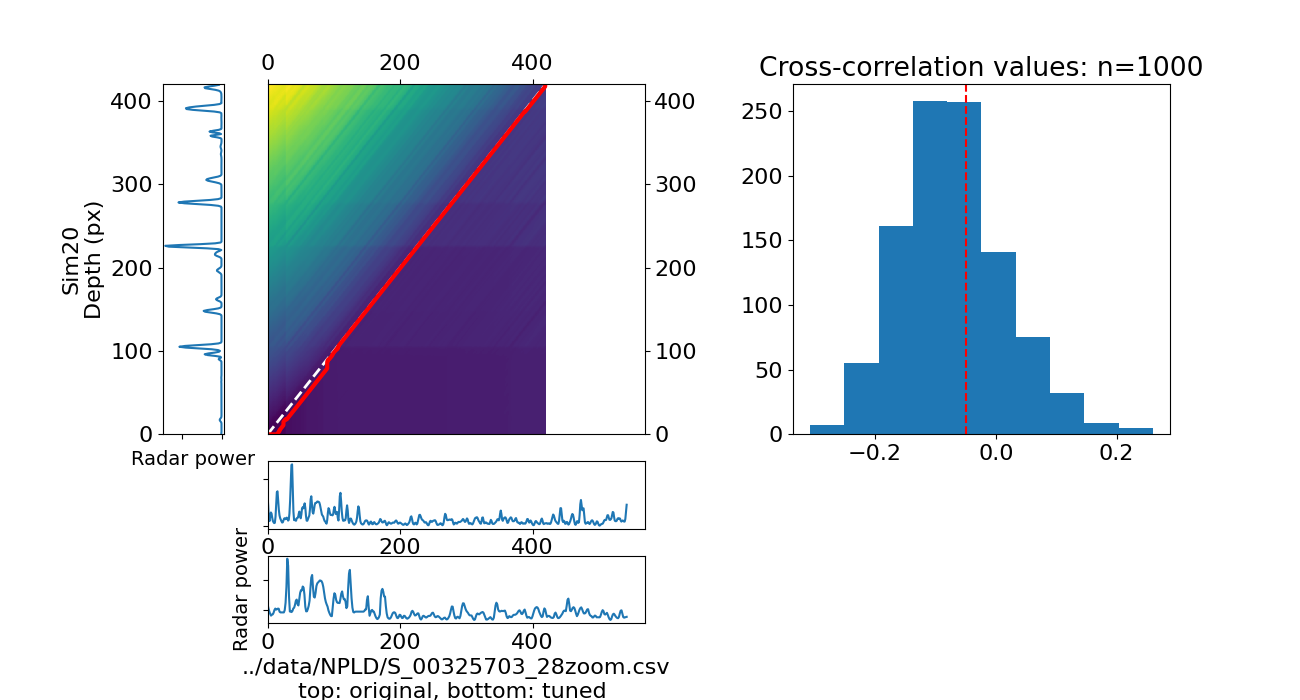 Cross-correlation values: n=1000
0 200 400
400
300
200
100
0
Sim20
Depth (px)
Radar power
400
300
200
100
0
250
200
150
100
50
0
−0.2 0.0 0.2
0 200 400
Radar power
0 200 400
../data/NPLD/S_00325703_28zoom.csv
top: original, bottom: tuned